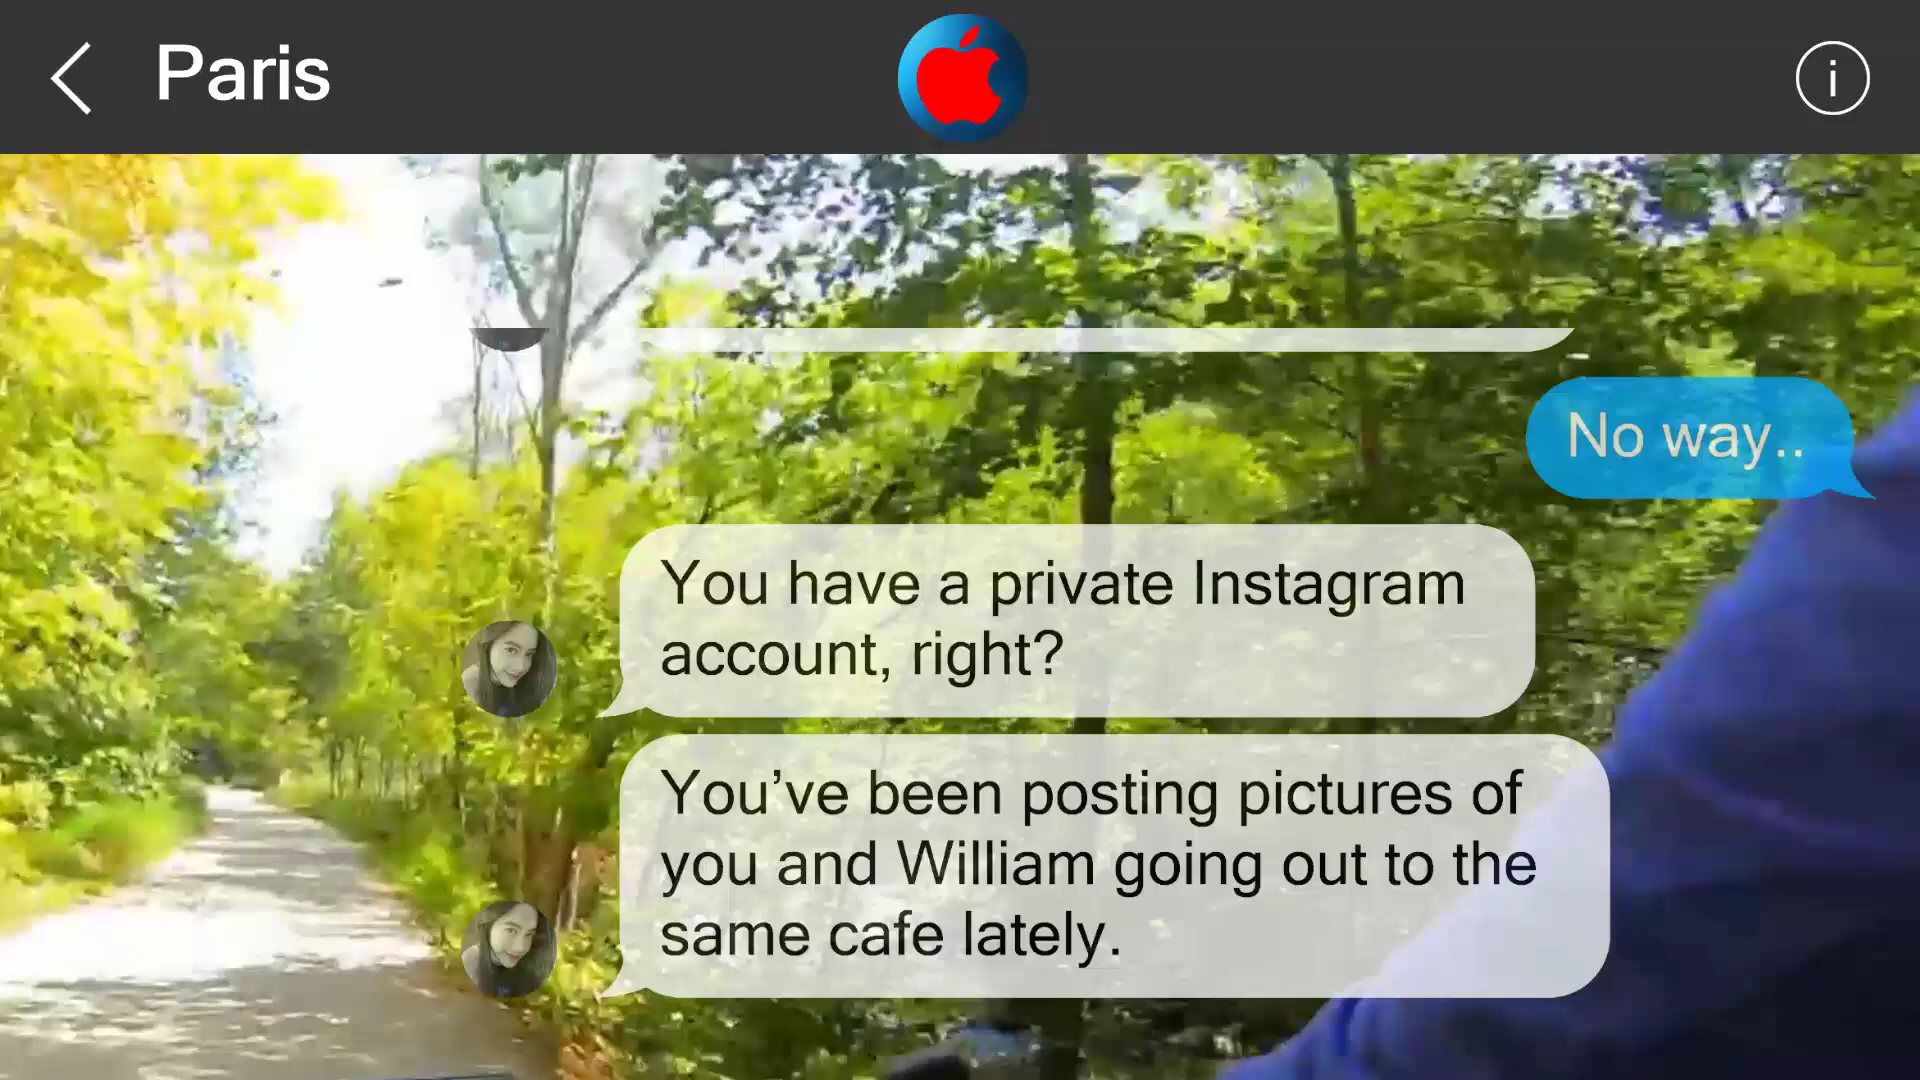 Paris
No way..
You have a private Instagram
account, right?
You’ve been posting pictures of
you and William going out to the
same cafe lately.